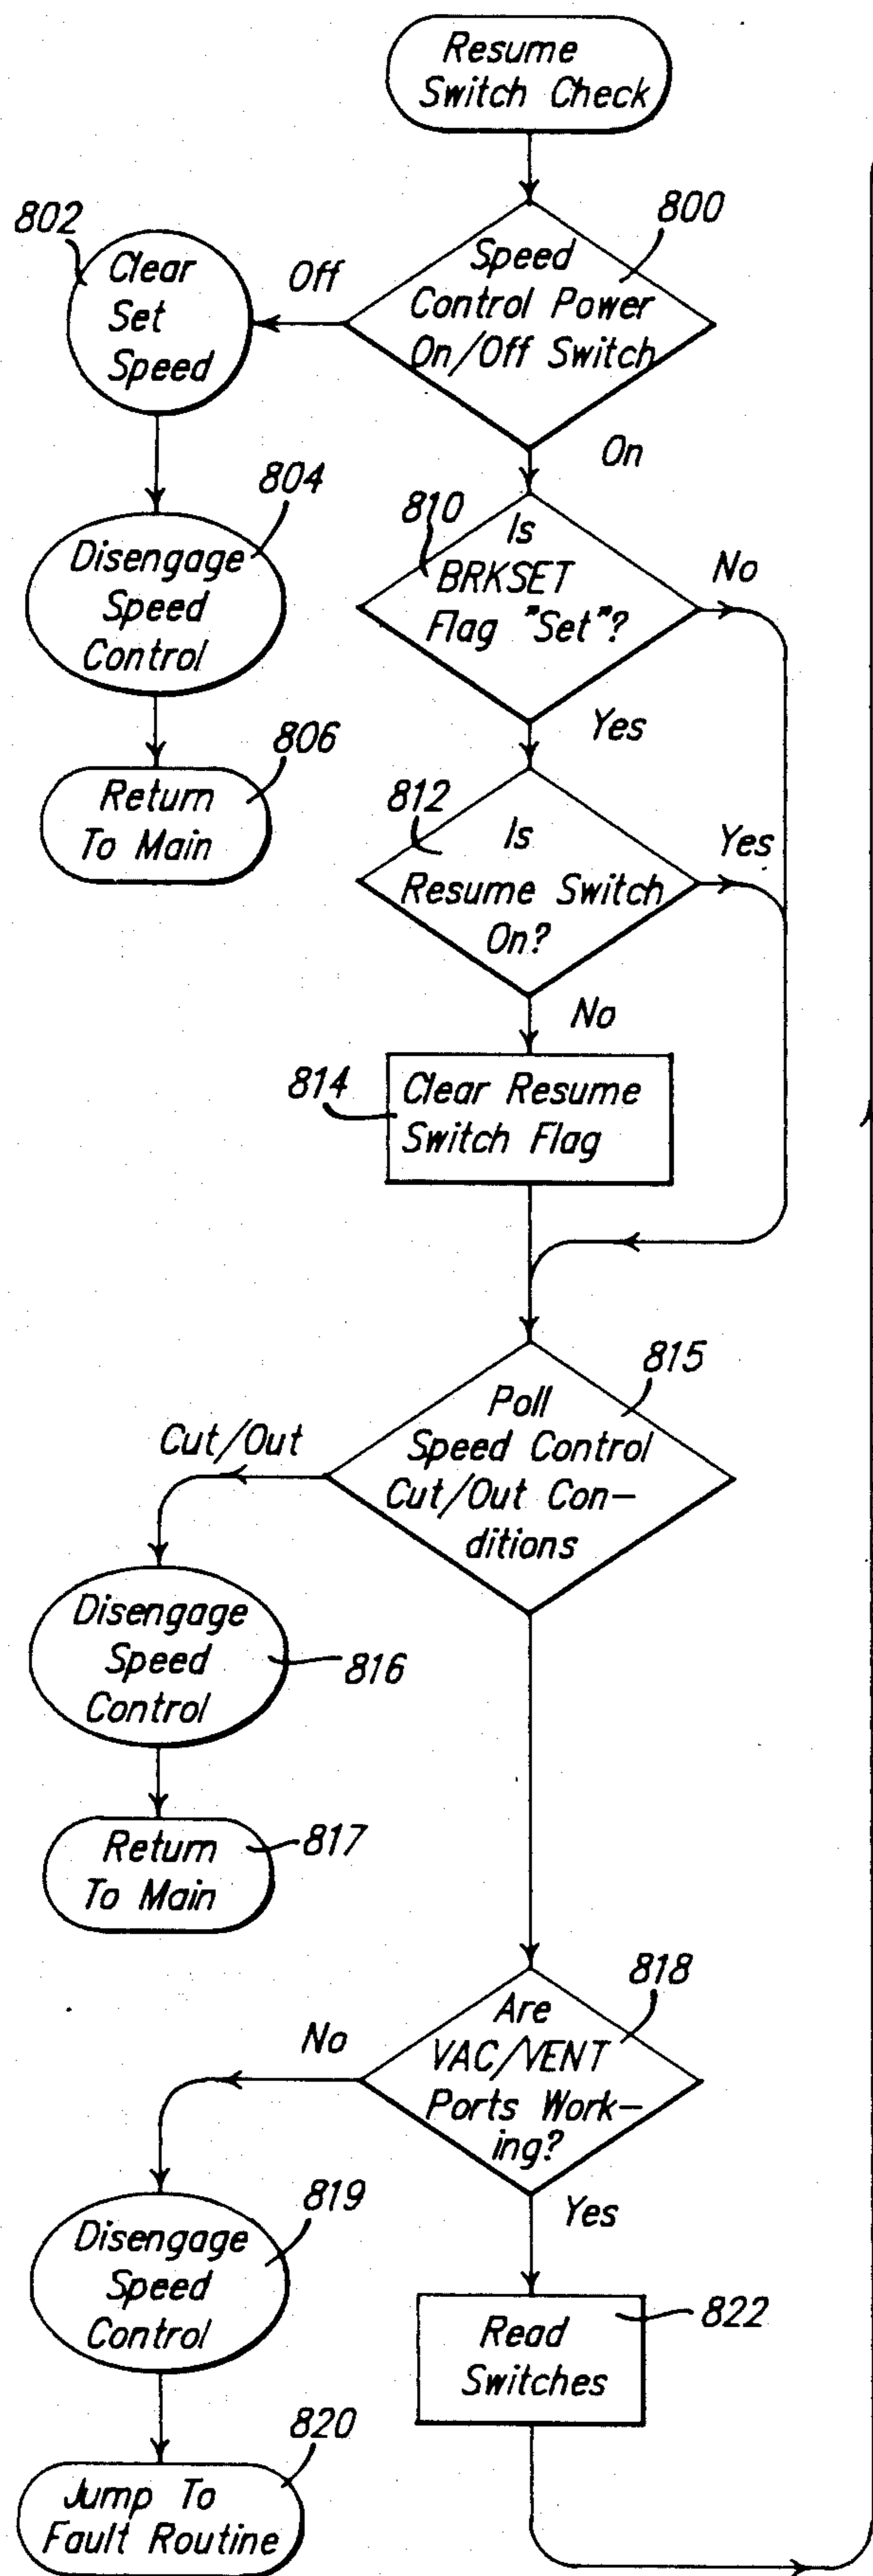 Resume
Switch Check
800
802
Speed
Control Power
On/Off Switch
Off
Clear
Set
Speed
On
804
810
Is
BRKSET
Flag "Set"?
No
Disengage
Speed
Control
Yes
806
812
Is
Resume Switch
On?
Yes
Return
To Main
No
814
Clear Resume
Switch Flag
815
Poll
Speed Control
Cut/Out Con-
ditions
Cut/Out
Disengage
Speed
Control
816
Return
To Main
817
818
Are
VAC/VENT
Ports Work-
ing?
No
819
Yes
Disengage
Speed
Control
822
Read
Switches
820
Jump To
Fault Routine